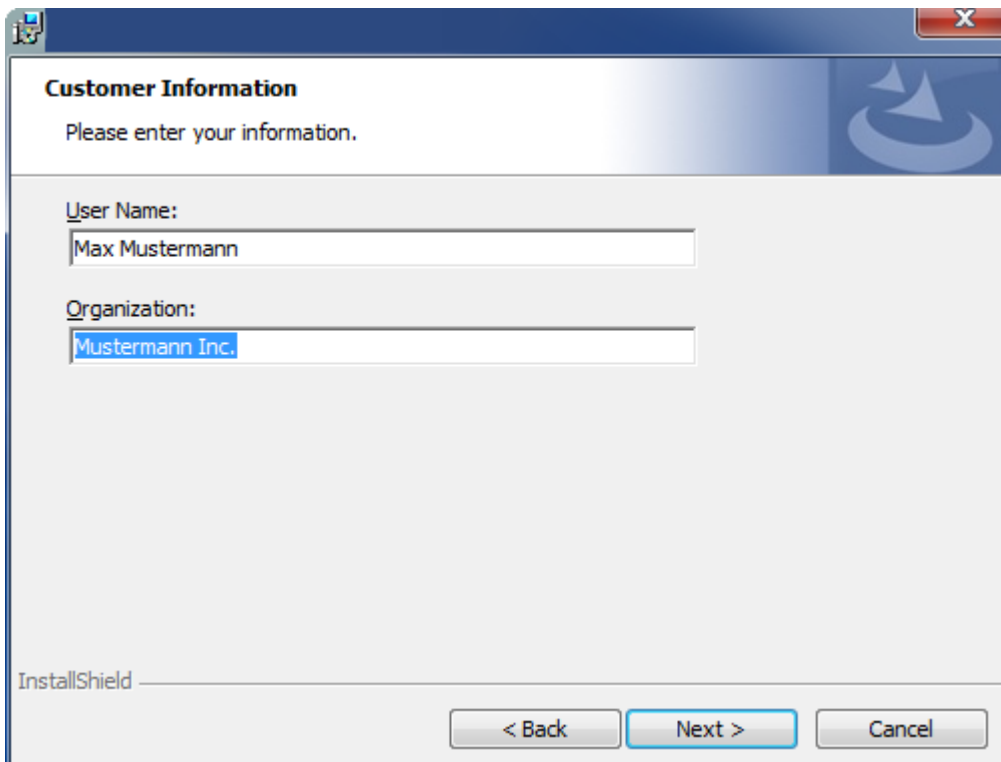 Customer Information
Please enter your information.
User Name:
Max Mustermann
Organization:
Mustermann Inc.
InstallShield
< Back Next > Cancel